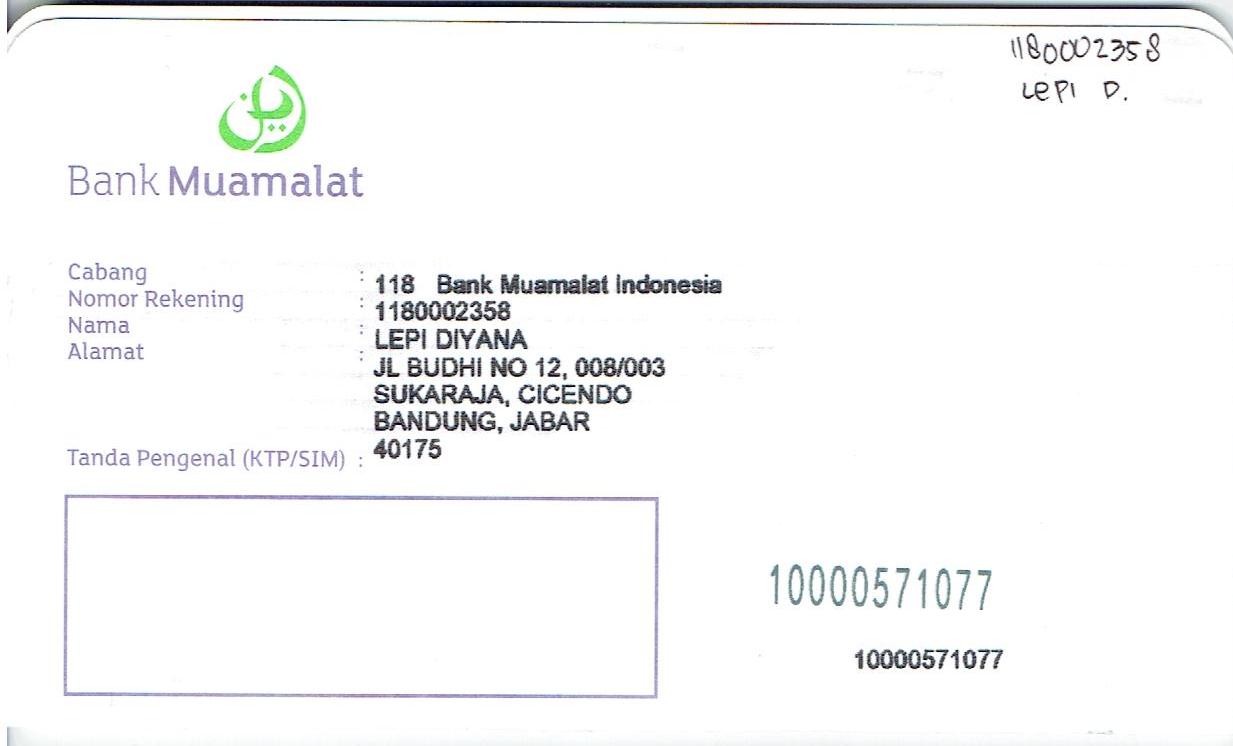 1180002358
LEPI D.
Bank Muamalat
Cabang : 118 Bank Muamalat Indonesia
Nomor Rekening : 1180002358
Nama : LEPI DIYANA
Alamat : JL BUDHI NO 12, 008/003
SUKARAJA, CICENDO
BANDUNG, JABAR
40175
Tanda Pengenal (KTP/SIM) :
10000571077
10000571077